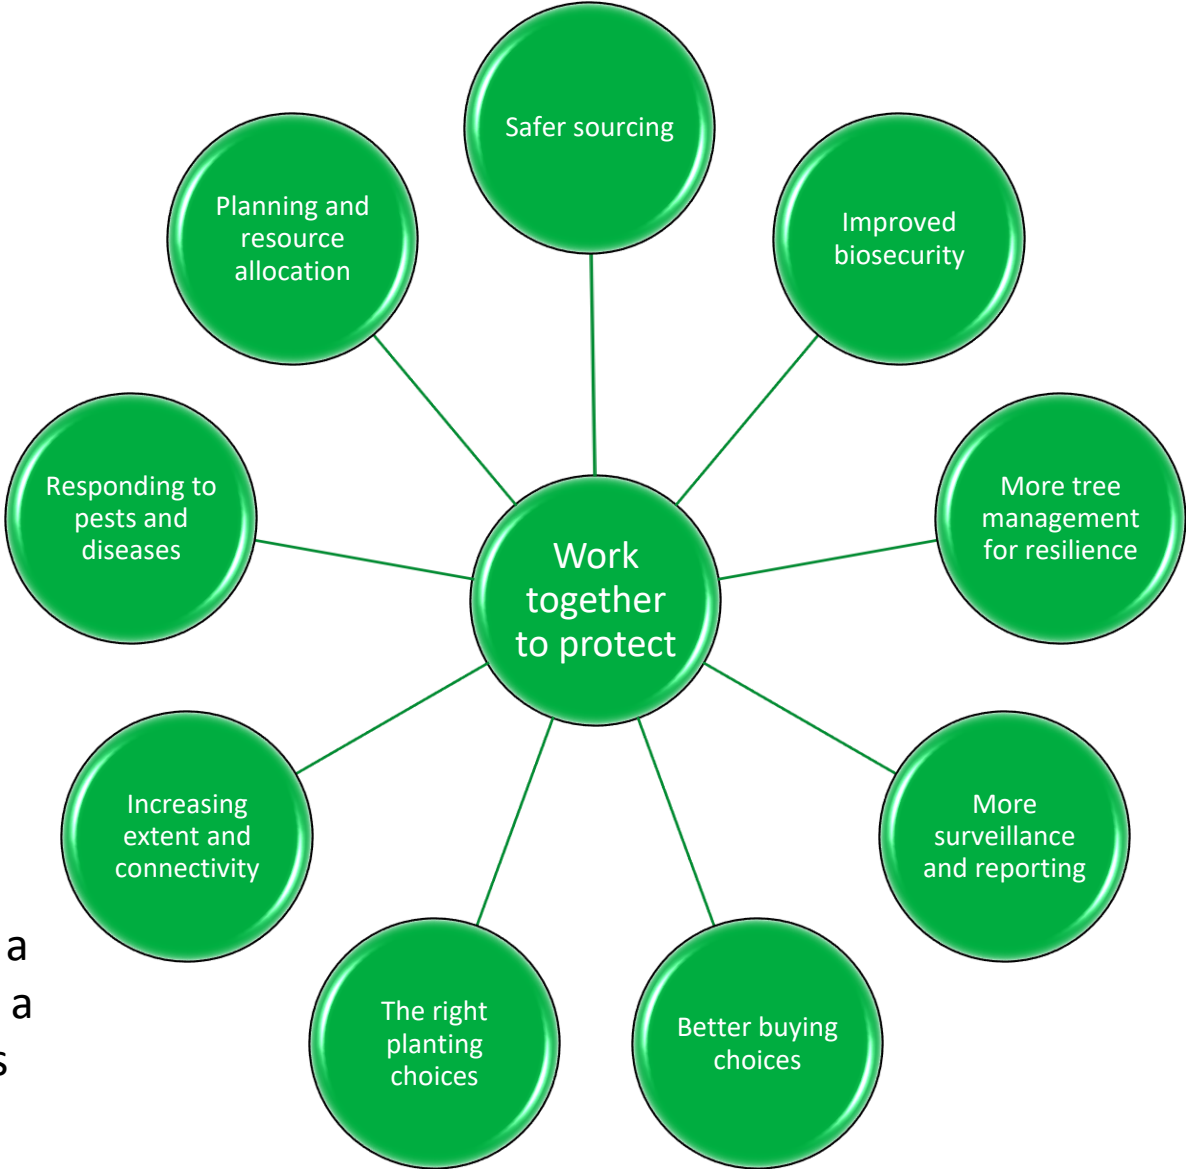 Safer sourcing
Improved
biosecurity
More tree
management
for resilience
More
surveillance
and reporting
Better buying
choices
The right
planting
choices
Increasing
extent and
connectivity
Responding to
pests and
diseases
Planning and
resource
allocation
Work
together
to protect
a
a
s